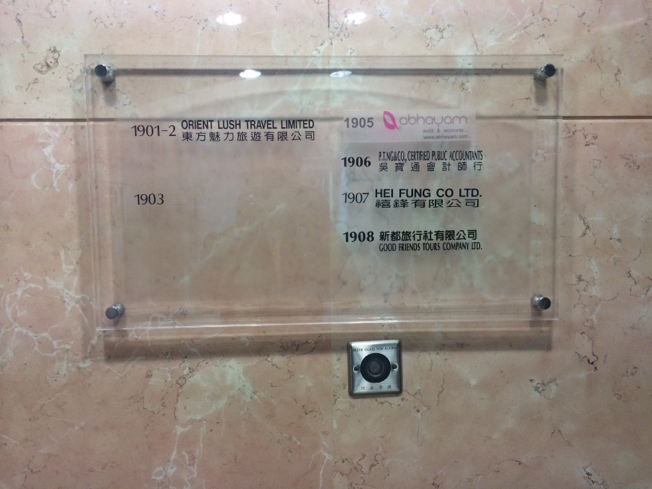 1901-2 ORIENT LUSH TRAVEL LIMITED
東方魅力旅遊有限公司
1903
1905 abhayam
www.abhayam.com
1906 P.T.NG&CO., CERTIFIED PUBLIC ACCOUNTANTS
吳寶通會計師行
1907 HEI FUNG CO LTD.
禧鋒有限公司
1908 新都旅行社有限公司
GOOD FRIENDS TOURS COMPANY LTD.